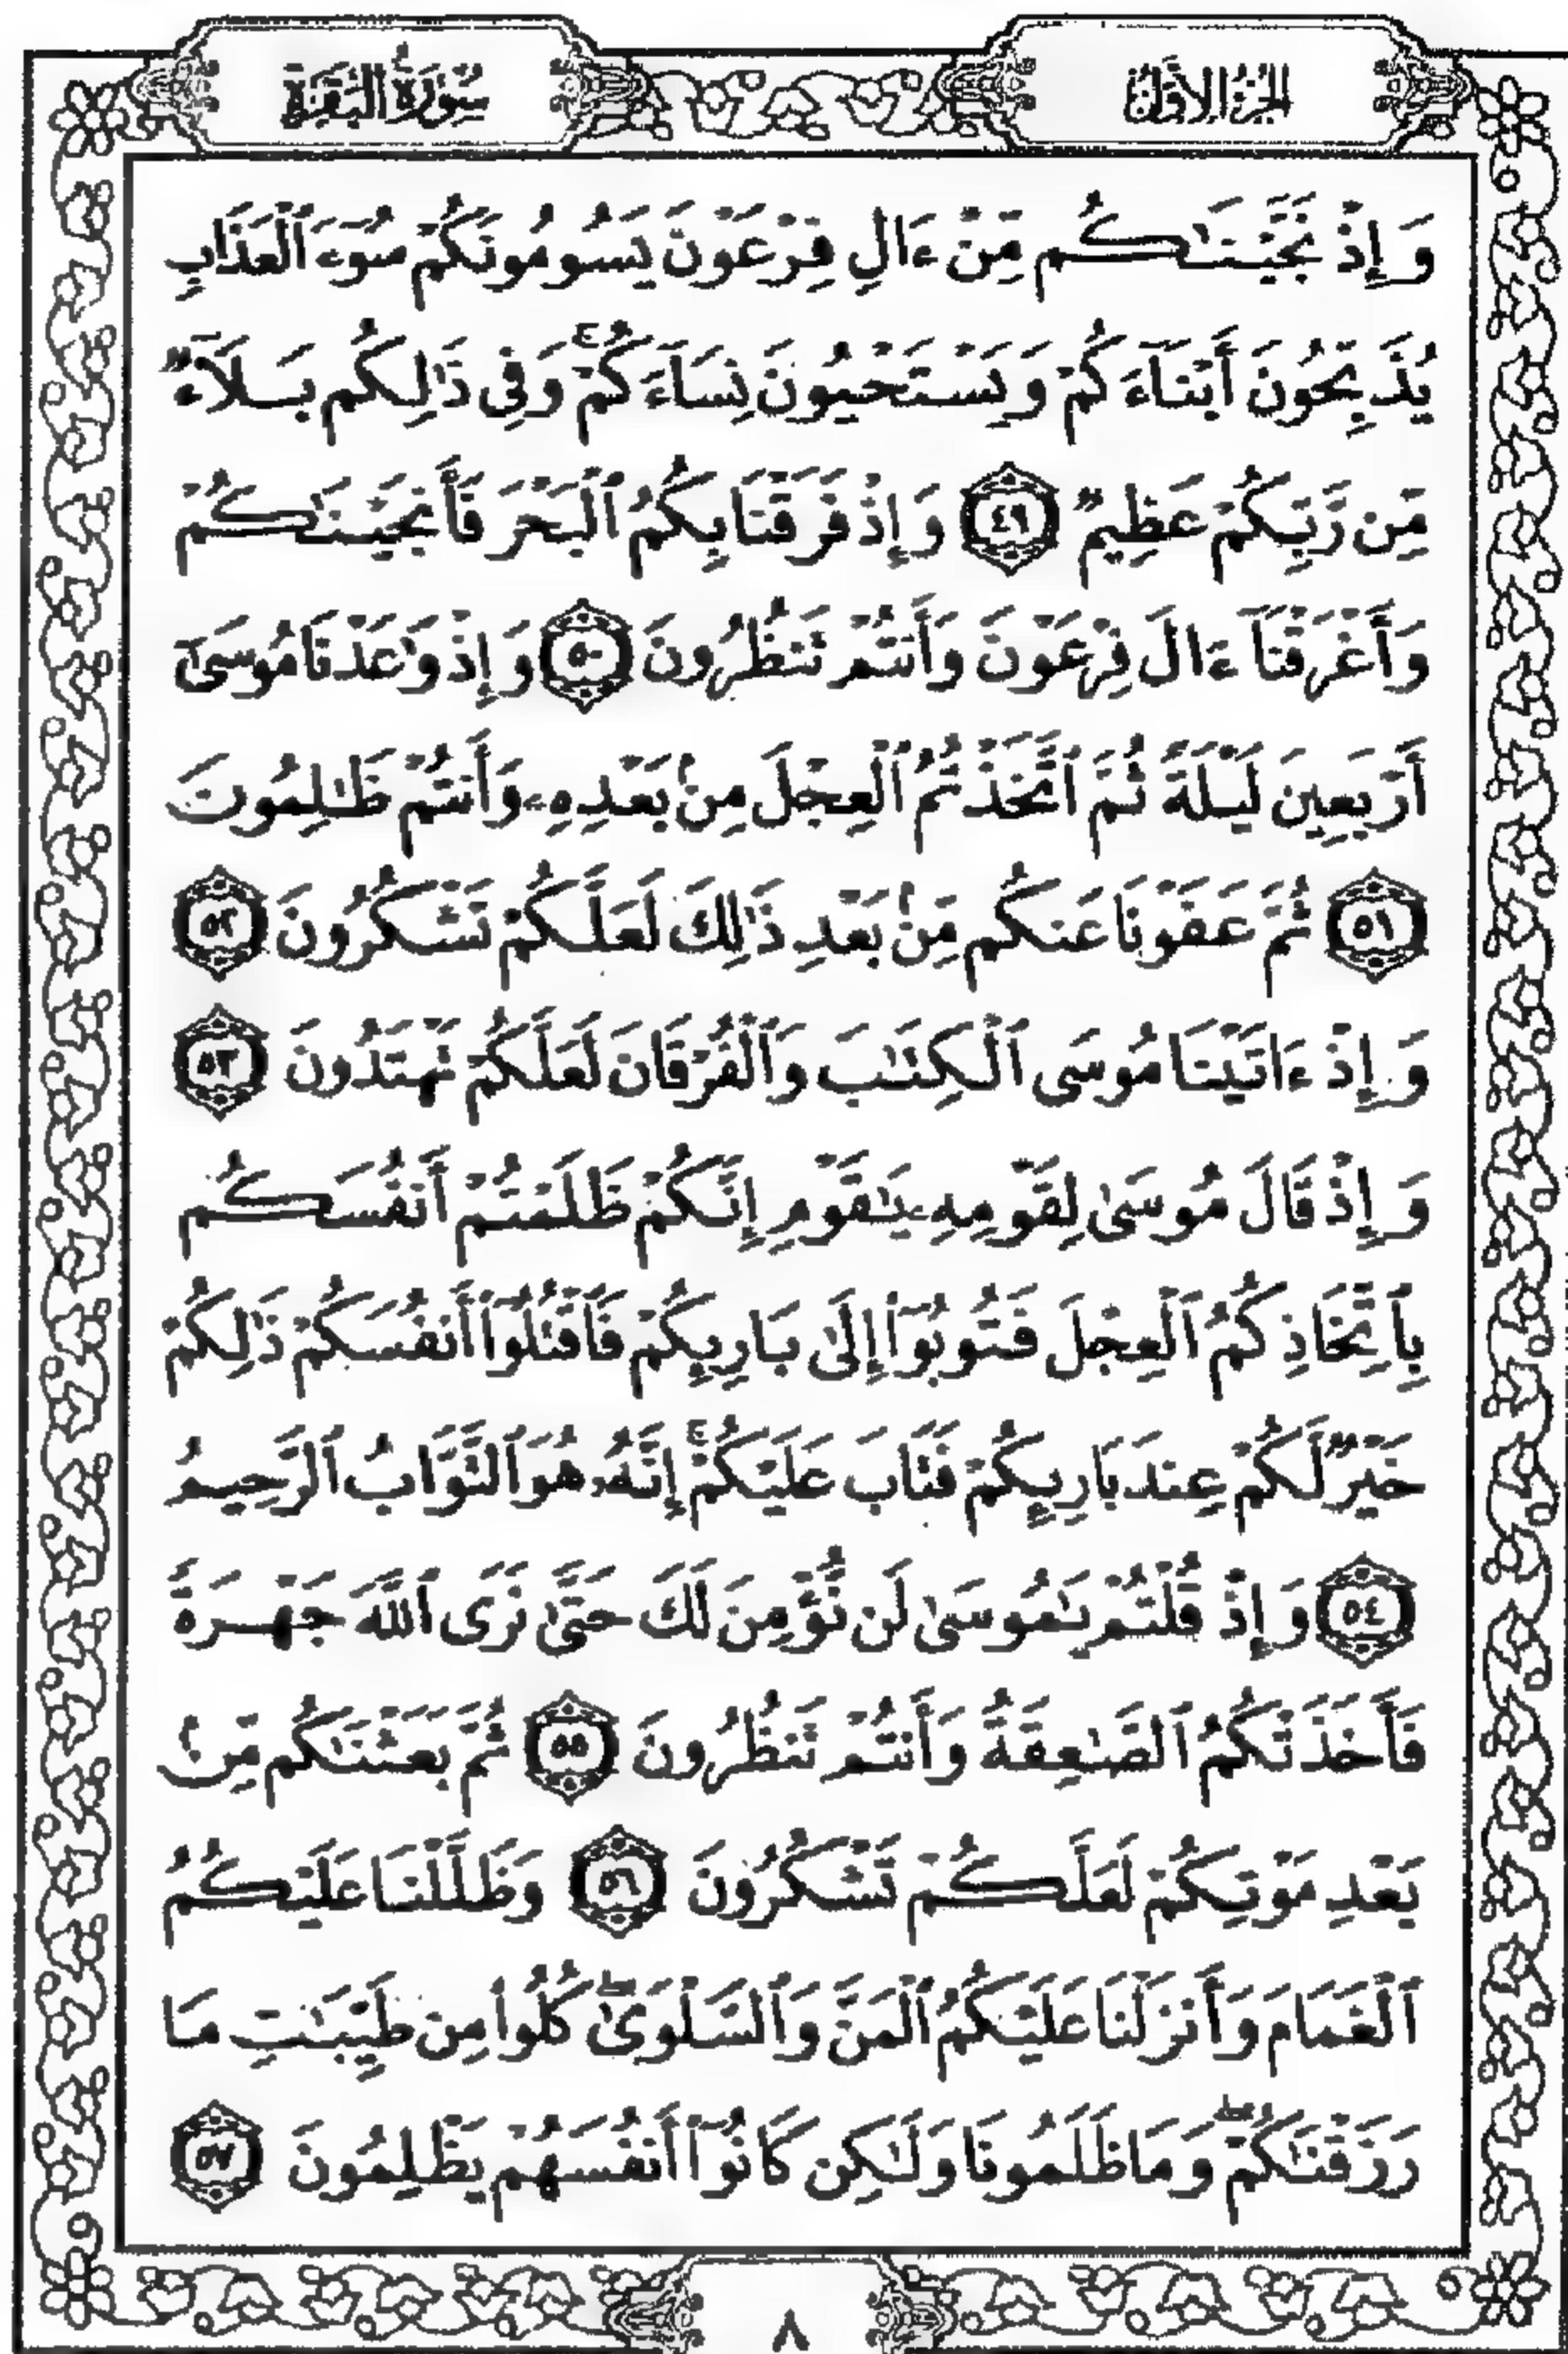 الجزء الأول
سورة البقرة
وَإِذْ نَجَّيْنَٰكُم مِّنْ ءَالِ فِرْعَوْنَ يَسُومُونَكُمْ سُوٓءَ ٱلْعَذَابِ
يُذَبِّحُونَ أَبْنَآءَكُمْ وَيَسْتَحْيُونَ نِسَآءَكُمْ ۚ وَفِى ذَٰلِكُم بَلَآءٌ
مِّن رَّبِّكُمْ عَظِيمٌ ٤٩ وَإِذْ فَرَقْنَا بِكُمُ ٱلْبَحْرَ فَأَنجَيْنَٰكُمْ
وَأَغْرَقْنَآ ءَالَ فِرْعَوْنَ وَأَنتُمْ تَنظُرُونَ ٥٠ وَإِذْ وَٰعَدْنَا مُوسَىٰٓ
أَرْبَعِينَ لَيْلَةً ثُمَّ ٱتَّخَذْتُمُ ٱلْعِجْلَ مِنۢ بَعْدِهِۦ وَأَنتُمْ ظَٰلِمُونَ
٥١ ثُمَّ عَفَوْنَا عَنكُم مِّنۢ بَعْدِ ذَٰلِكَ لَعَلَّكُمْ تَشْكُرُونَ ٥٢
وَإِذْ ءَاتَيْنَا مُوسَى ٱلْكِتَٰبَ وَٱلْفُرْقَانَ لَعَلَّكُمْ تَهْتَدُونَ ٥٣
وَإِذْ قَالَ مُوسَىٰ لِقَوْمِهِۦ يَٰقَوْمِ إِنَّكُمْ ظَلَمْتُمْ أَنفُسَكُم
بِٱتِّخَاذِكُمُ ٱلْعِجْلَ فَتُوبُوٓا۟ إِلَىٰ بَارِئِكُمْ فَٱقْتُلُوٓا۟ أَنفُسَكُمْ ذَٰلِكُمْ
خَيْرٌ لَّكُمْ عِندَ بَارِئِكُمْ فَتَابَ عَلَيْكُمْ ۚ إِنَّهُۥ هُوَ ٱلتَّوَّابُ ٱلرَّحِيمُ
٥٤ وَإِذْ قُلْتُمْ يَٰمُوسَىٰ لَن نُّؤْمِنَ لَكَ حَتَّىٰ نَرَى ٱللَّهَ جَهْرَةً
فَأَخَذَتْكُمُ ٱلصَّٰعِقَةُ وَأَنتُمْ تَنظُرُونَ ٥٥ ثُمَّ بَعَثْنَٰكُم مِّنۢ
بَعْدِ مَوْتِكُمْ لَعَلَّكُمْ تَشْكُرُونَ ٥٦ وَظَلَّلْنَا عَلَيْكُمُ
ٱلْغَمَامَ وَأَنزَلْنَا عَلَيْكُمُ ٱلْمَنَّ وَٱلسَّلْوَىٰ ۖ كُلُوا۟ مِن طَيِّبَٰتِ مَا
رَزَقْنَٰكُمْ ۖ وَمَا ظَلَمُونَا وَلَٰكِن كَانُوٓا۟ أَنفُسَهُمْ يَظْلِمُونَ ٥٧
٨